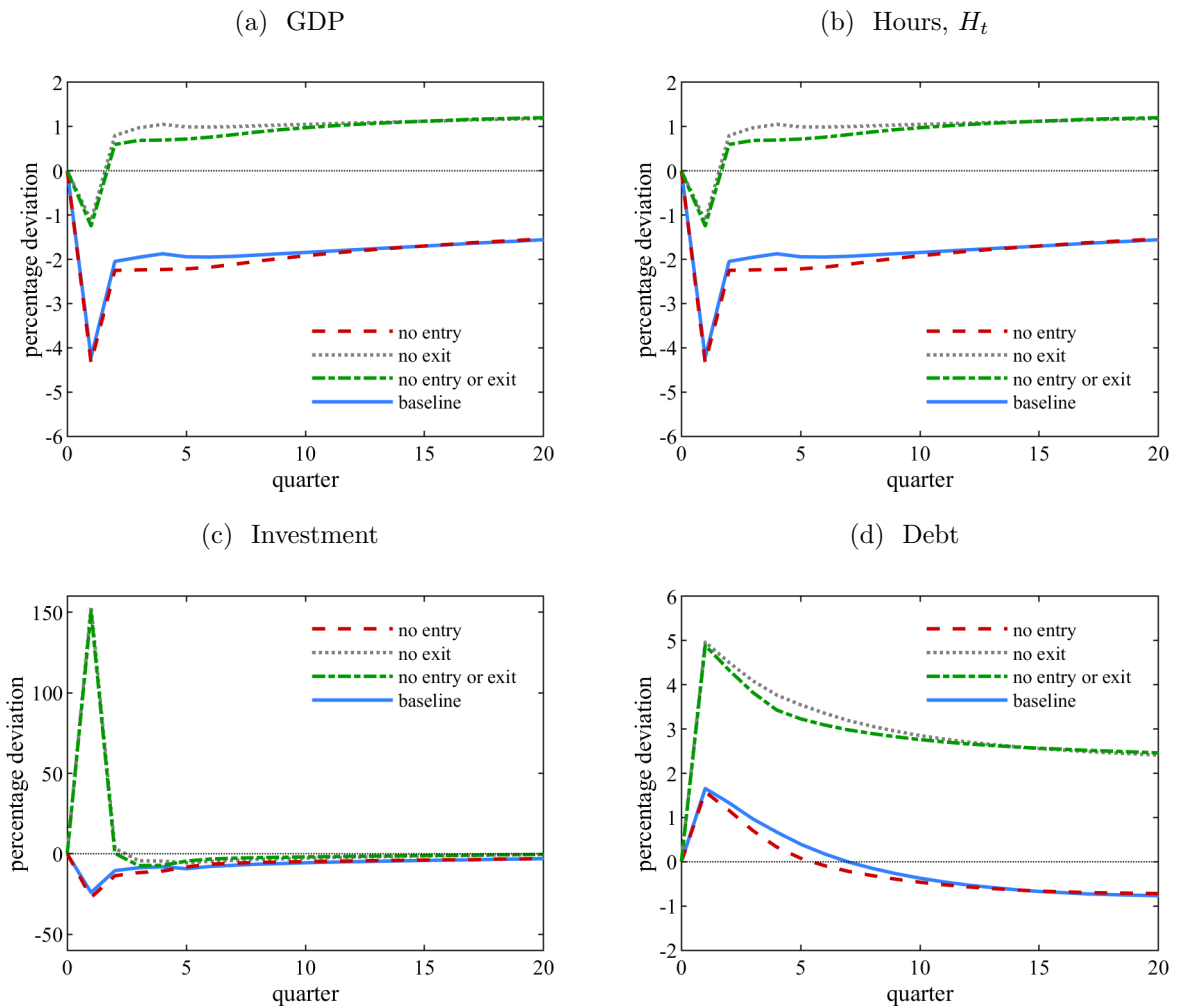 (a) GDP
percentage deviation
2
1
0
-1
-2
-3
-4
-5
-6
no entry
no exit
no entry or exit
baseline
0 5 10 15 20
quarter
(b) Hours, H_t
percentage deviation
2
1
0
-1
-2
-3
-4
-5
-6
no entry
no exit
no entry or exit
baseline
0 5 10 15 20
quarter
(c) Investment
percentage deviation
150
100
50
0
-50
no entry
no exit
no entry or exit
baseline
0 5 10 15 20
quarter
(d) Debt
percentage deviation
6
5
4
3
2
1
0
-1
-2
no entry
no exit
no entry or exit
baseline
0 5 10 15 20
quarter